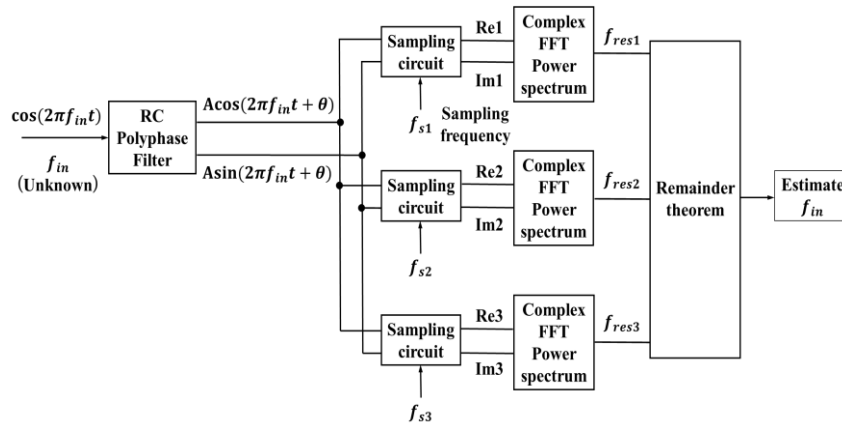 cos(2πf_in t)
f_in
(Unknown)
RC
Polyphase
Filter
Acos(2πf_in t + θ)
Asin(2πf_in t + θ)
Sampling
circuit
f_s1
Sampling
frequency
Re1
Im1
Complex
FFT
Power
spectrum
f_res1
Sampling
circuit
f_s2
Re2
Im2
Complex
FFT
Power
spectrum
f_res2
Sampling
circuit
f_s3
Re3
Im3
Complex
FFT
Power
spectrum
f_res3
Remainder
theorem
Estimate
f_in